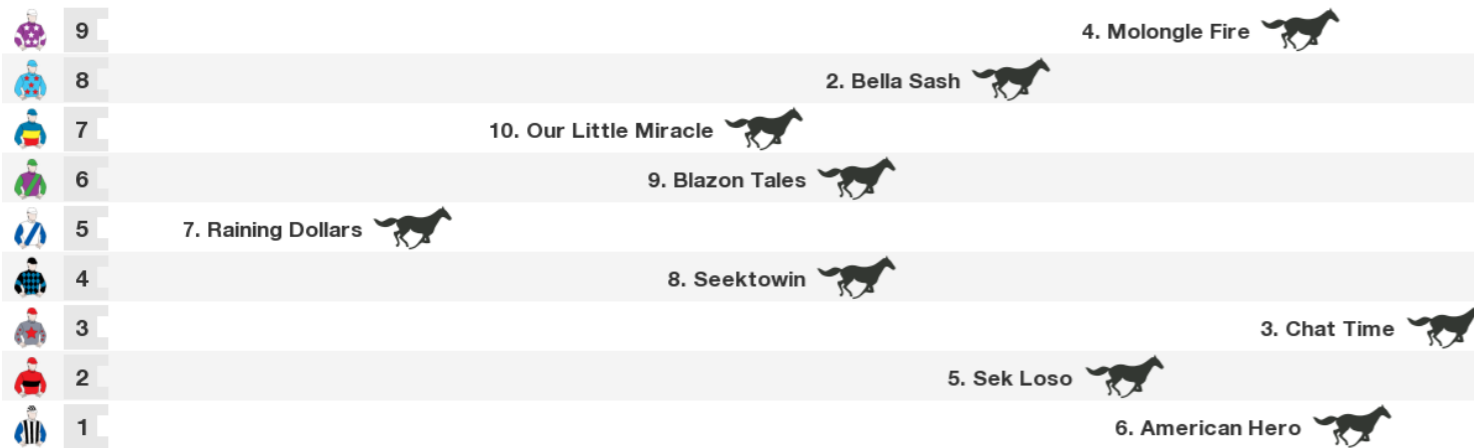 9 4. Molongle Fire
8 2. Bella Sash
7 10. Our Little Miracle
6 9. Blazon Tales
5 7. Raining Dollars
4 8. Seektowin
3 3. Chat Time
2 5. Sek Loso
1 6. American Hero